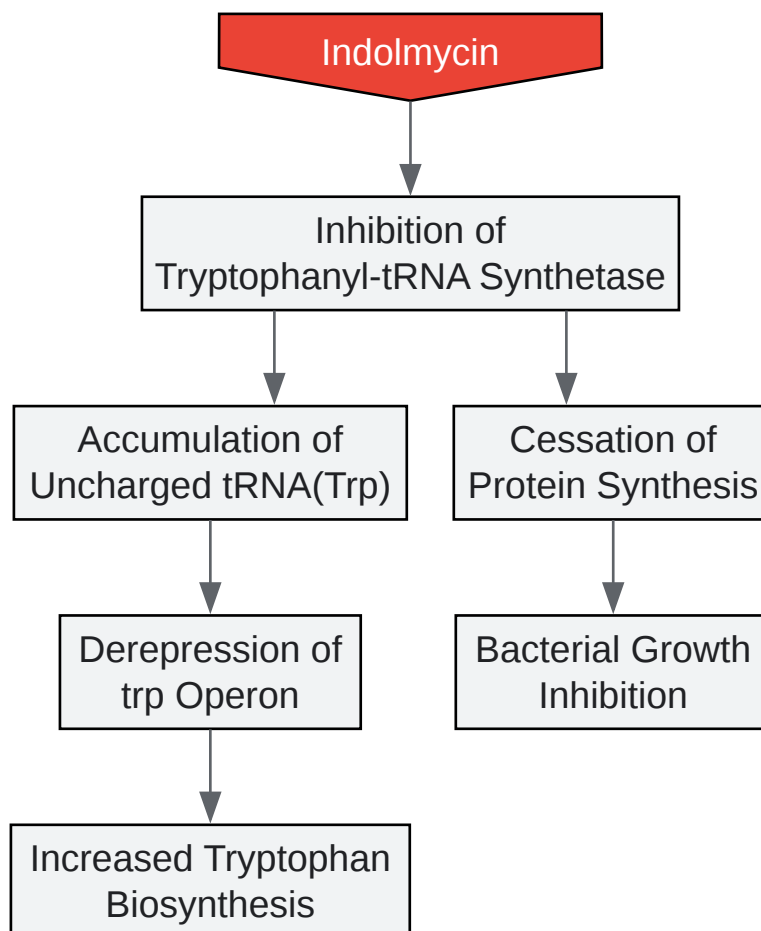 Indolmycin
Inhibition of
Tryptophanyl-tRNA Synthetase
Accumulation of
Uncharged tRNA(Trp)
Cessation of
Protein Synthesis
Derepression of
trp Operon
Bacterial Growth
Inhibition
Increased Tryptophan
Biosynthesis